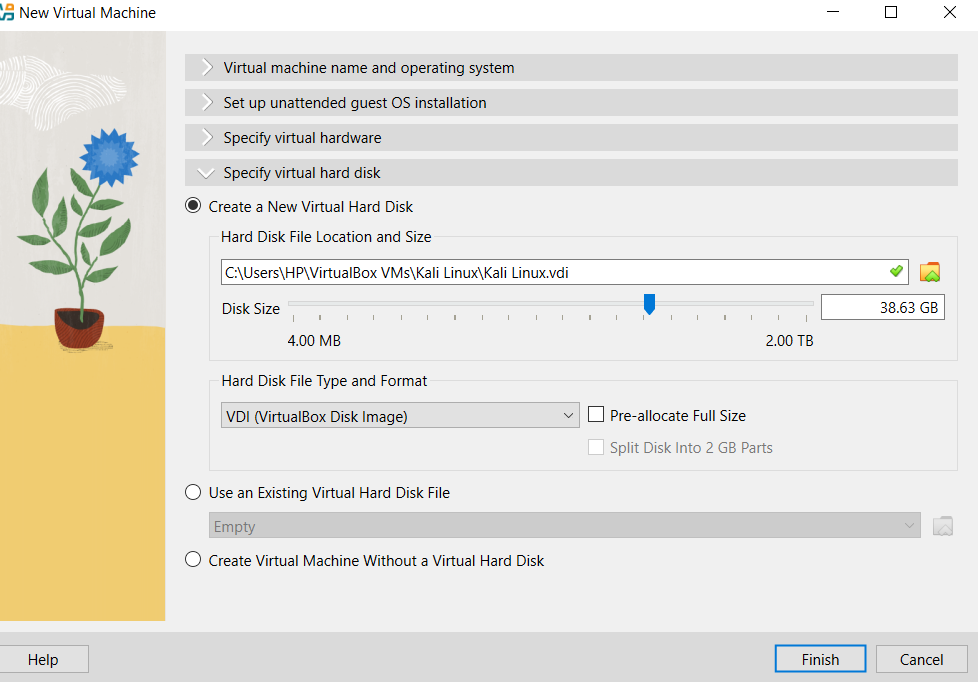 New Virtual Machine
Virtual machine name and operating system
Set up unattended guest OS installation
Specify virtual hardware
Specify virtual hard disk
Create a New Virtual Hard Disk
Hard Disk File Location and Size
C:\Users\HP\VirtualBox VMs\Kali Linux\Kali Linux.vdi
Disk Size 38.63 GB
4.00 MB 2.00 TB
Hard Disk File Type and Format
VDI (VirtualBox Disk Image) Pre-allocate Full Size
Split Disk Into 2 GB Parts
Use an Existing Virtual Hard Disk File
Empty
Create Virtual Machine Without a Virtual Hard Disk
Help Finish Cancel